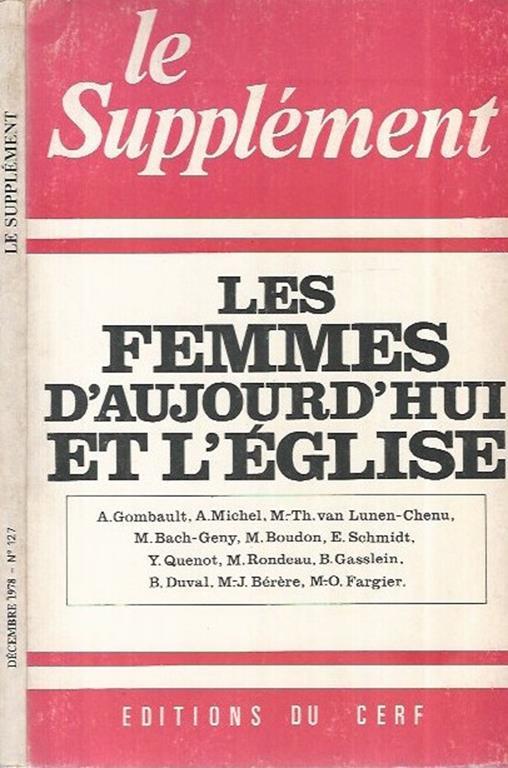 le
Supplément
LES
FEMMES
D'AUJOURD'HUI
ET L'ÉGLISE
A. Gombault, A. Michel, M.-Th. van Lunen-Chenu,
M. Bach-Geny, M. Boudon, E. Schmidt,
Y. Quenot, M. Rondeau, B. Gasslein,
B. Duval, M.-J. Bérère, M.-O. Fargier.
EDITIONS DU CERF
LE SUPPLÉMENT
DÉCEMBRE 1978 – N° 127